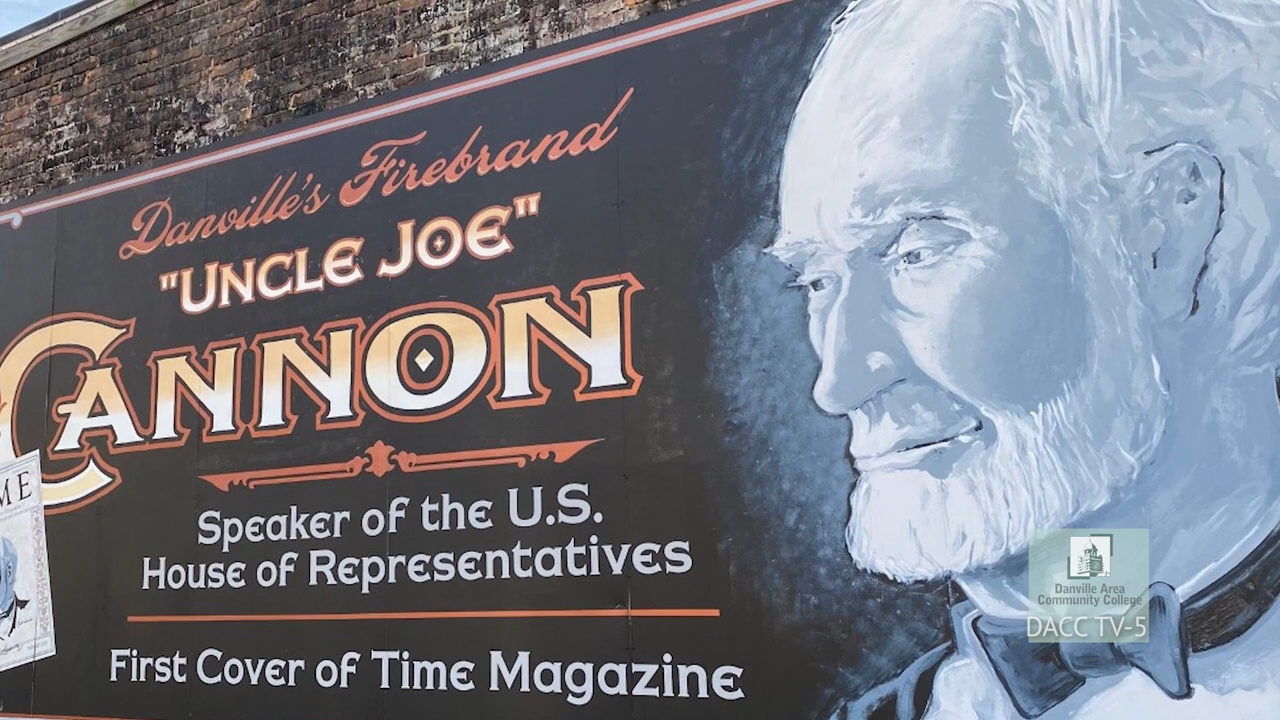 Danville's Firebrand
"UNCLE JOE"
CANNON
ME
Speaker of the U.S.
House of Representatives
First Cover of Time Magazine
Danville Area
Community College
DACC TV-5